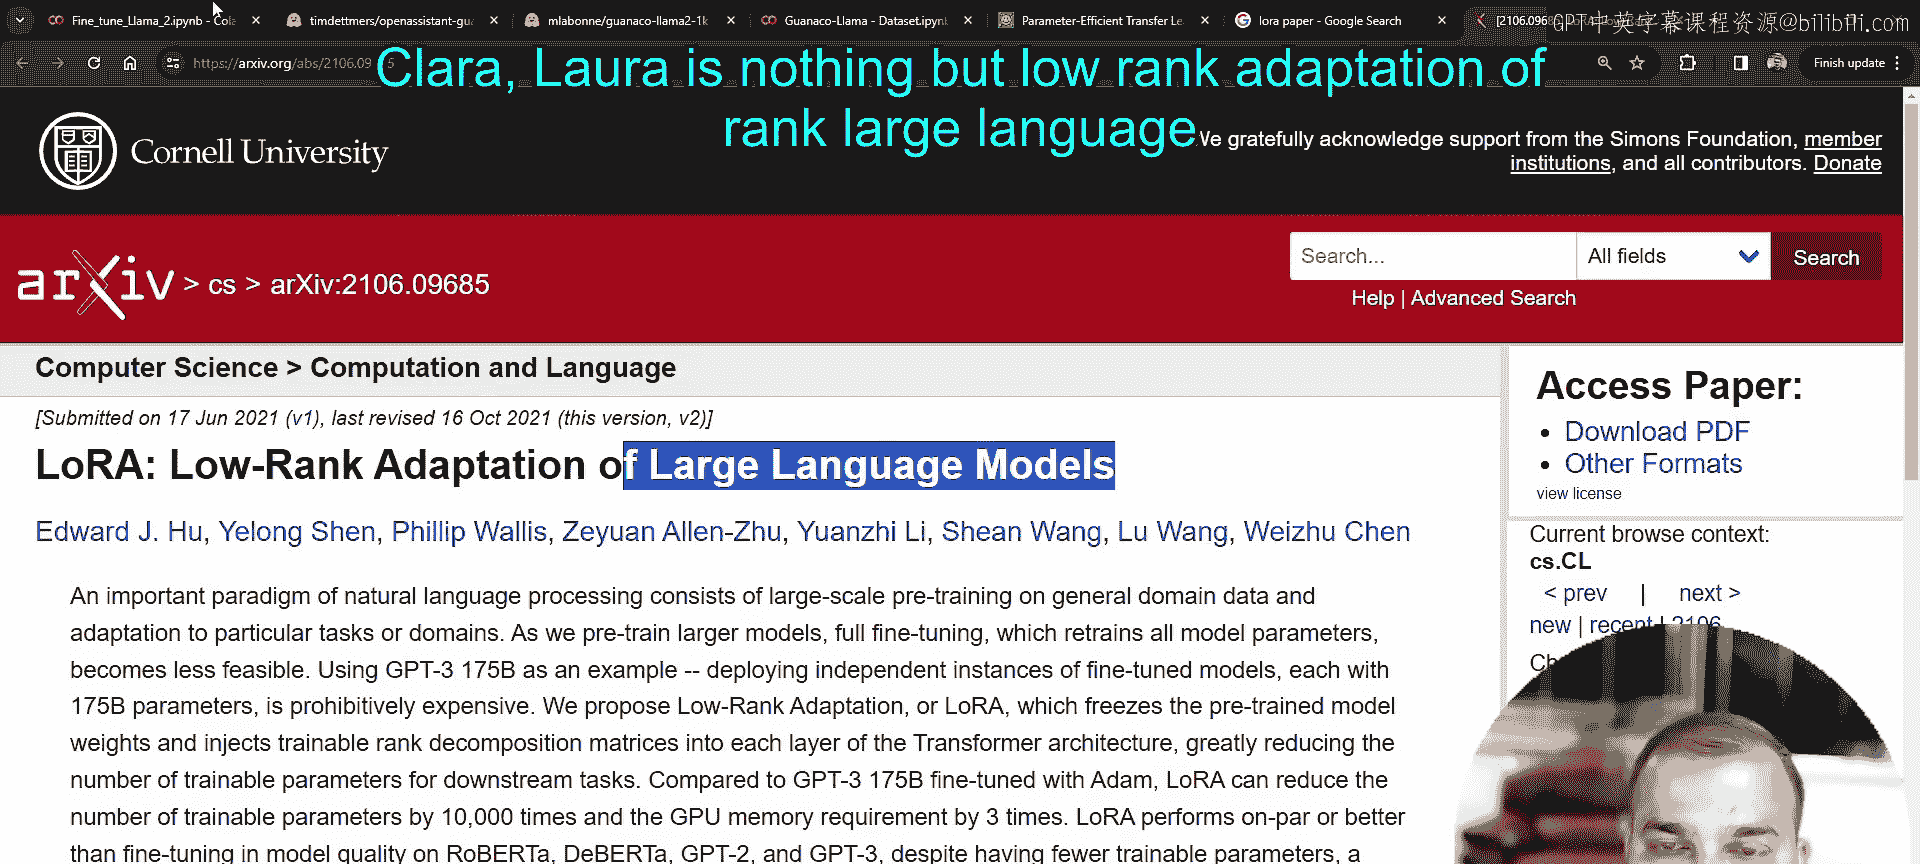 Fine_tune_Llama_2.ipynb - Cola
timdettmers/openassistant-gua
mlabonne/guanaco-llama2-1k
Guanaco-Llama - Dataset.ipynb
Parameter-Efficient Transfer Le
lora paper - Google Search
GPT中英字幕课程资源@bilibili.com
https://arxiv.org/abs/2106.09
Finish update
Clara, Laura is nothing but low rank adaptation of
rank large language
Cornell University
We gratefully acknowledge support from the Simons Foundation, member
institutions, and all contributors. Donate
arXiv > cs > arXiv:2106.09685
Search...
All fields
Search
Help | Advanced Search
Computer Science > Computation and Language
[Submitted on 17 Jun 2021 (v1), last revised 16 Oct 2021 (this version, v2)]
LoRA: Low-Rank Adaptation of Large Language Models
Edward J. Hu, Yelong Shen, Phillip Wallis, Zeyuan Allen-Zhu, Yuanzhi Li, Shean Wang, Lu Wang, Weizhu Chen
An important paradigm of natural language processing consists of large-scale pre-training on general domain data and
adaptation to particular tasks or domains. As we pre-train larger models, full fine-tuning, which retrains all model parameters,
becomes less feasible. Using GPT-3 175B as an example -- deploying independent instances of fine-tuned models, each with
175B parameters, is prohibitively expensive. We propose Low-Rank Adaptation, or LoRA, which freezes the pre-trained model
weights and injects trainable rank decomposition matrices into each layer of the Transformer architecture, greatly reducing the
number of trainable parameters for downstream tasks. Compared to GPT-3 175B fine-tuned with Adam, LoRA can reduce the
number of trainable parameters by 10,000 times and the GPU memory requirement by 3 times. LoRA performs on-par or better
than fine-tuning in model quality on RoBERTa, DeBERTa, GPT-2, and GPT-3, despite having fewer trainable parameters, a
Access Paper:
Download PDF
Other Formats
view license
Current browse context:
cs.CL
< prev | next >
new | recent | 2106